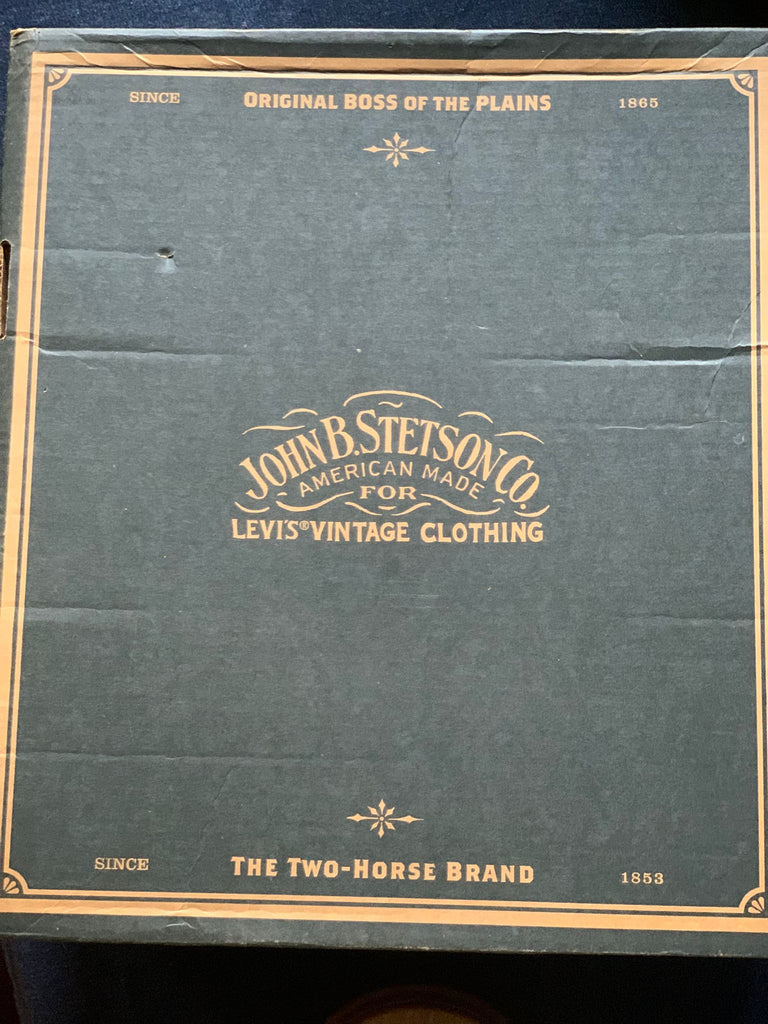 SINCE ORIGINAL BOSS OF THE PLAINS 1865
JOHN B. STETSON CO.
AMERICAN MADE
FOR
LEVI'S® VINTAGE CLOTHING
SINCE THE TWO-HORSE BRAND 1853